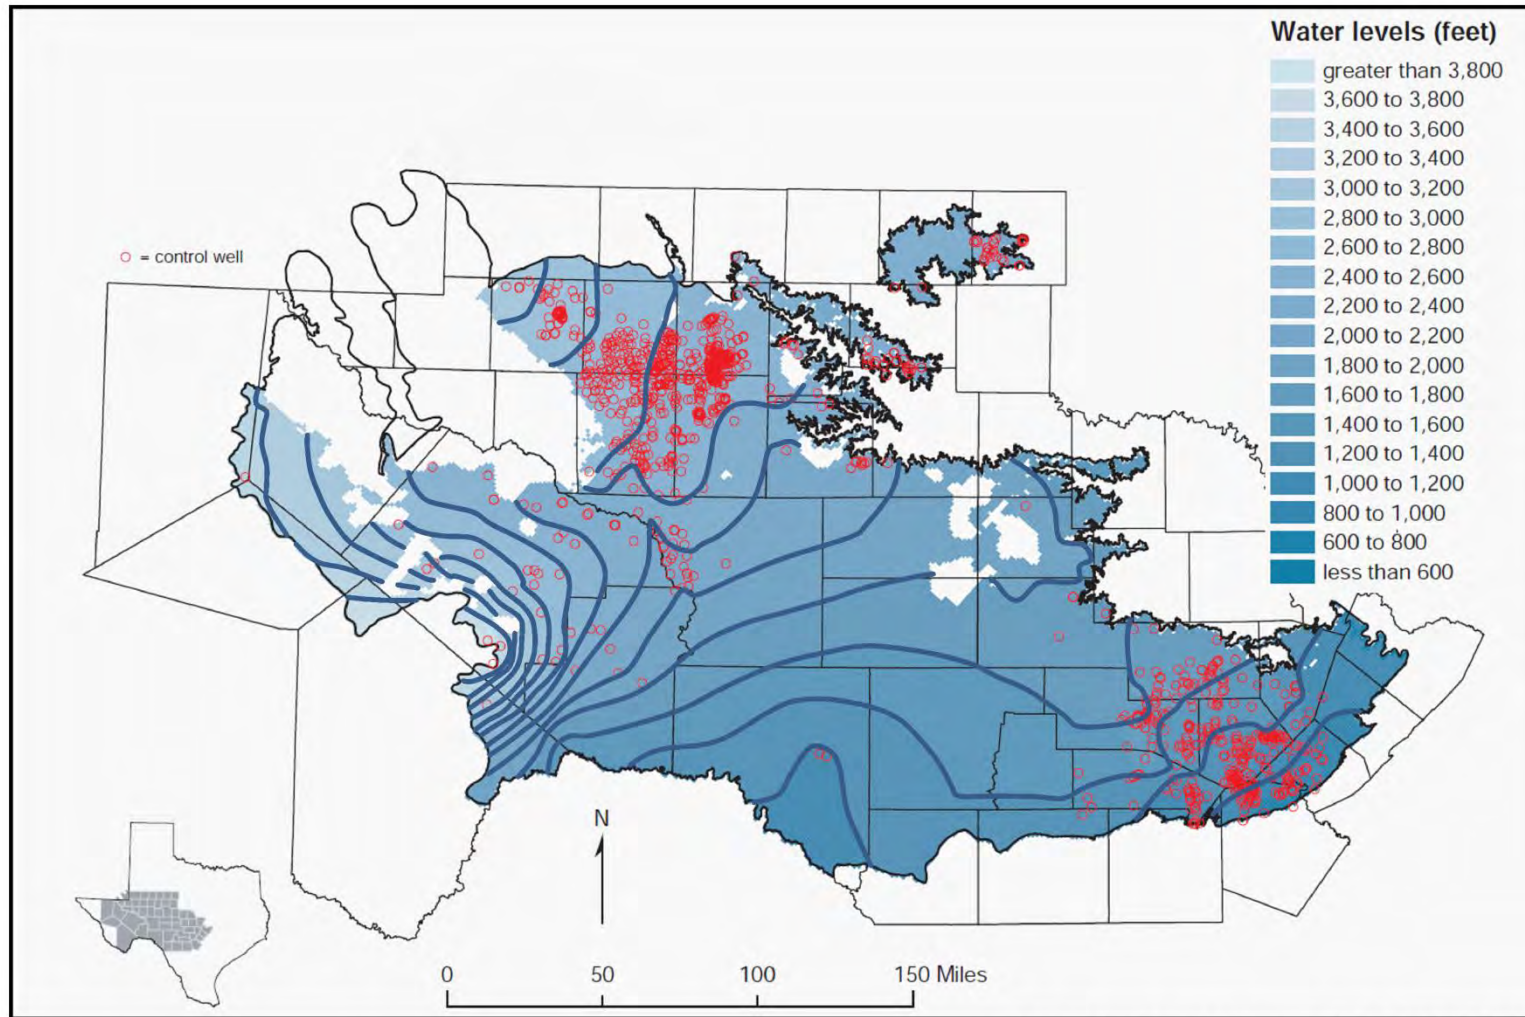 Water levels (feet)
greater than 3,800
3,600 to 3,800
3,400 to 3,600
3,200 to 3,400
3,000 to 3,200
2,800 to 3,000
2,600 to 2,800
2,400 to 2,600
2,200 to 2,400
2,000 to 2,200
1,800 to 2,000
1,600 to 1,800
1,400 to 1,600
1,200 to 1,400
1,000 to 1,200
800 to 1,000
600 to 800
less than 600
= control well
N
0 50 100 150 Miles